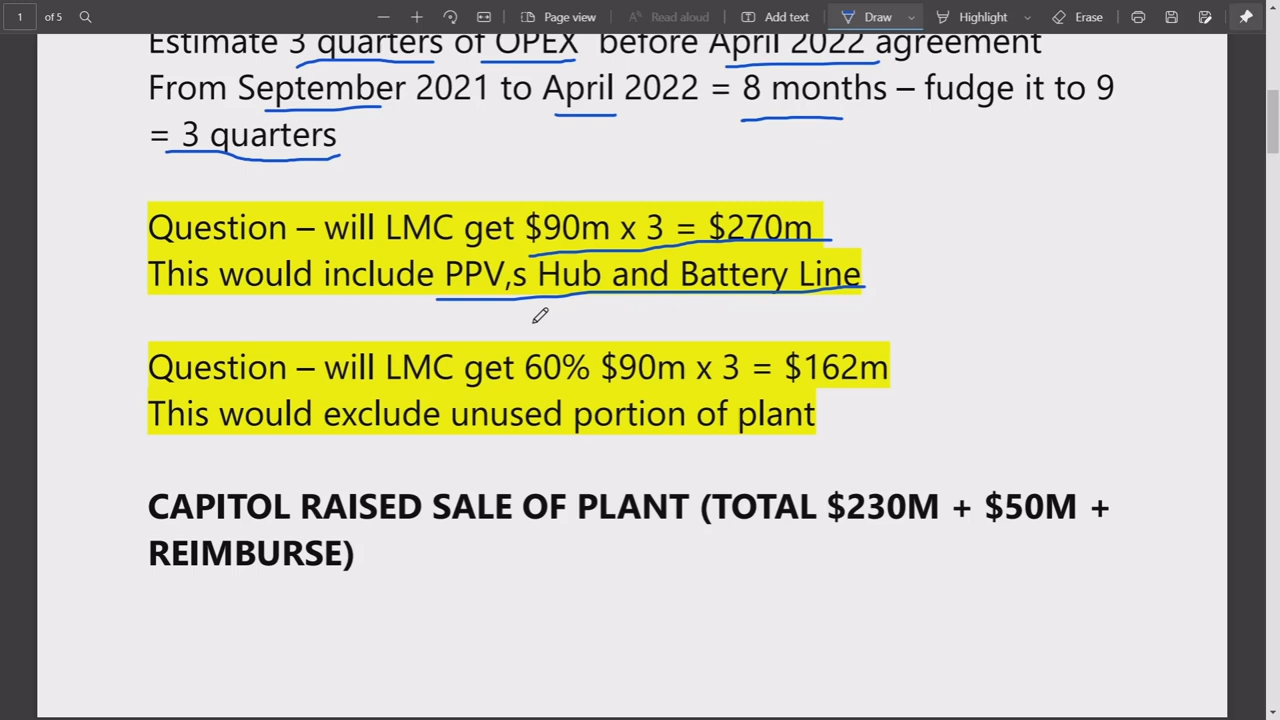 1 of 5 Page view Read aloud Add text Draw Highlight Erase
Estimate 3 quarters of OPEX before April 2022 agreement
From September 2021 to April 2022 = 8 months – fudge it to 9
= 3 quarters
Question – will LMC get $90m x 3 = $270m
This would include PPV,s Hub and Battery Line
Question – will LMC get 60% $90m x 3 = $162m
This would exclude unused portion of plant
CAPITOL RAISED SALE OF PLANT (TOTAL $230M + $50M +
REIMBURSE)